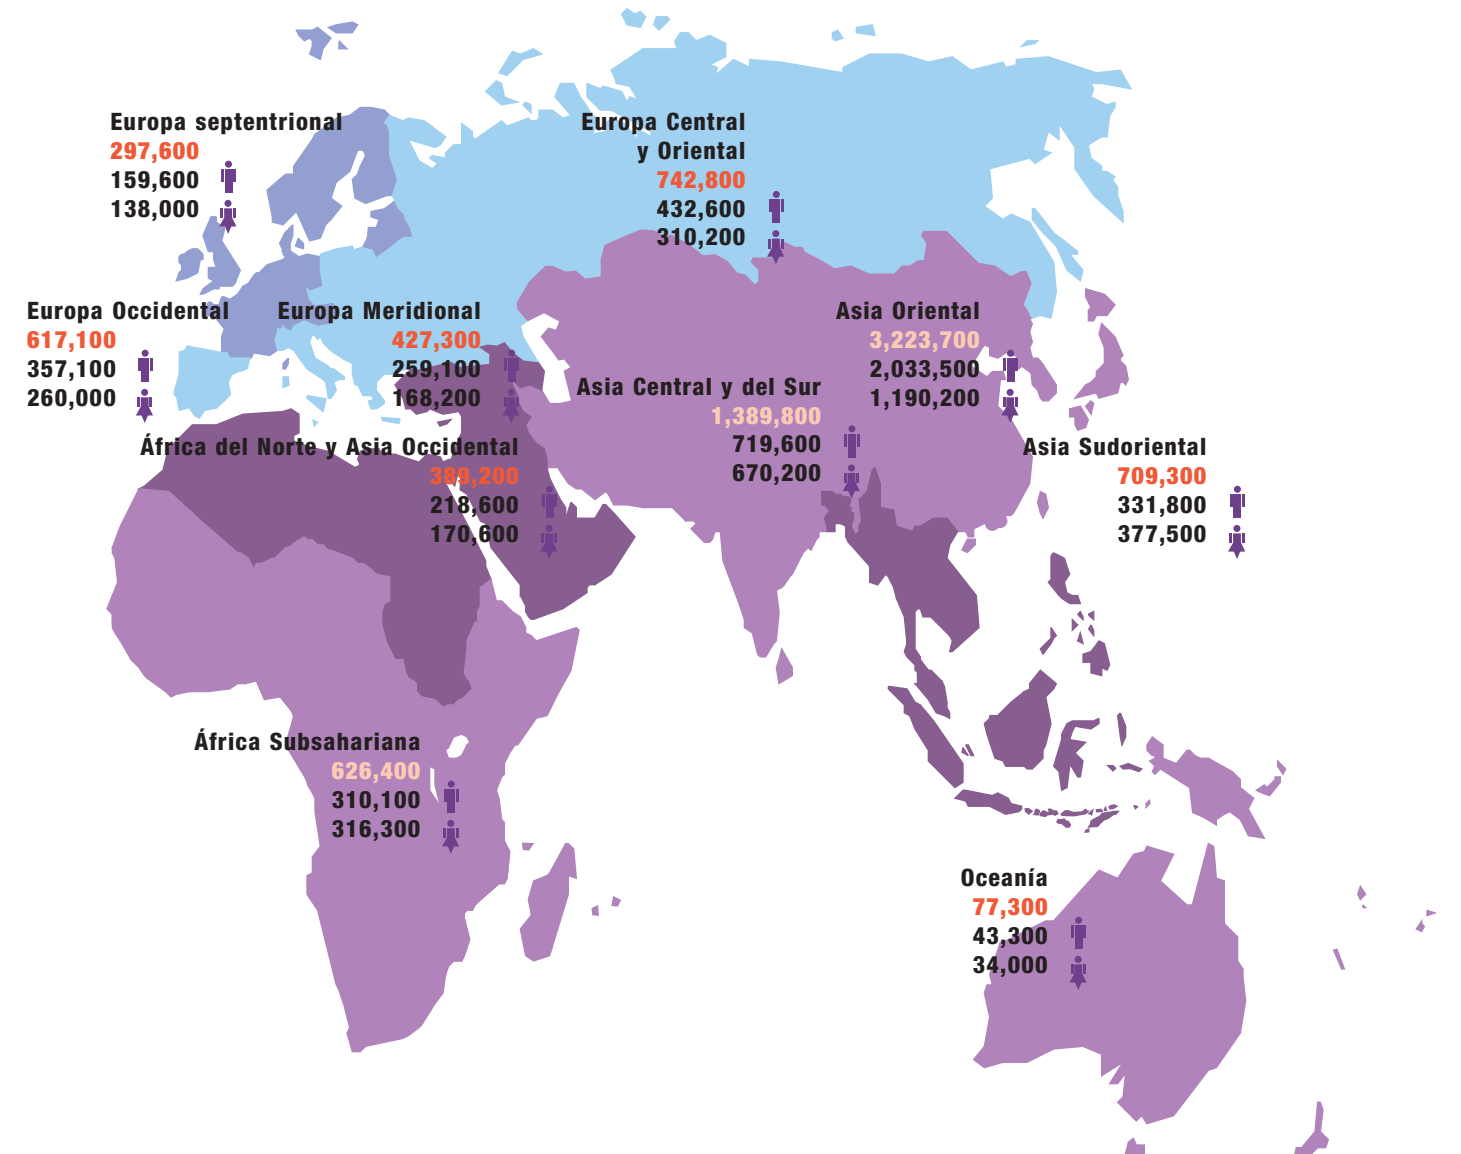 Europa septentrional
297,600
159,600
138,000
Europa Central
y Oriental
742,800
432,600
310,200
Europa Occidental
617,100
357,100
260,000
Europa Meridional
427,300
259,100
168,200
Asia Oriental
3,223,700
2,033,500
1,190,200
Asia Central y del Sur
1,389,800
719,600
670,200
África del Norte y Asia Occidental
389,200
218,600
170,600
Asia Sudoriental
709,300
331,800
377,500
África Subsahariana
626,400
310,100
316,300
Oceanía
77,300
43,300
34,000